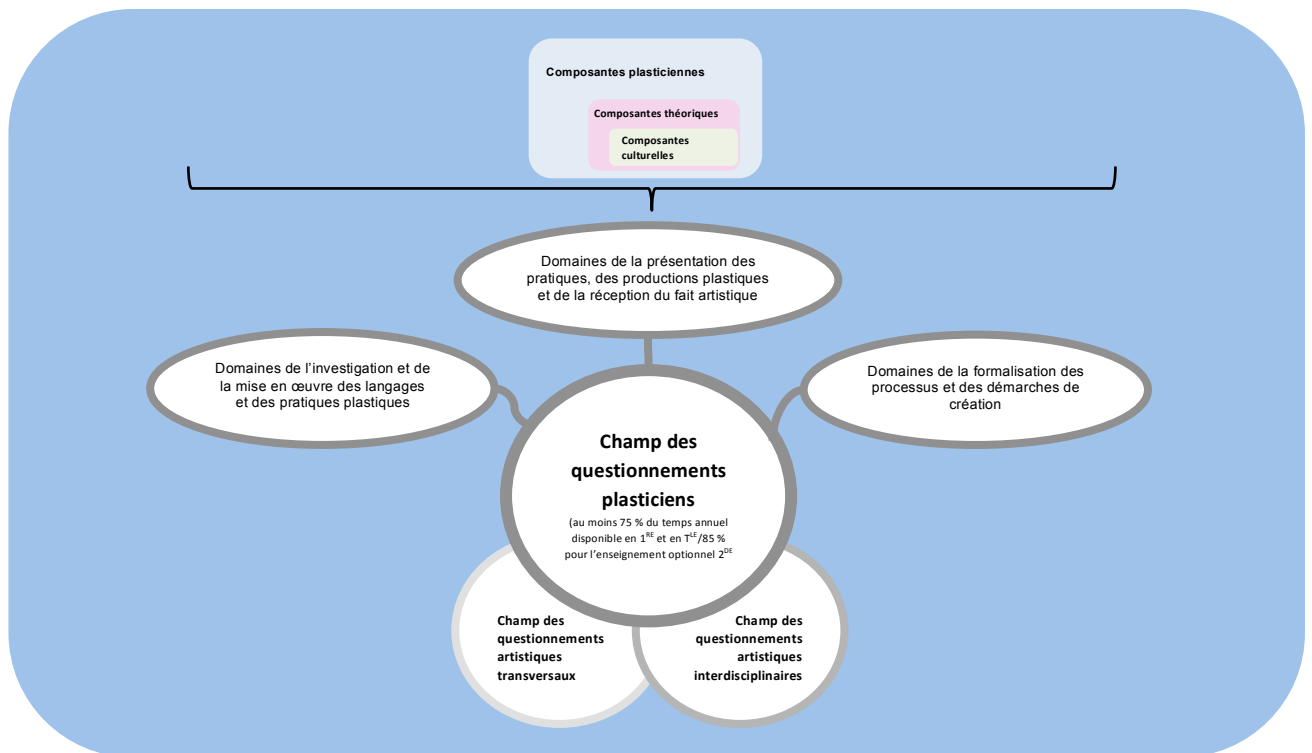 Composantes plasticiennes
Composantes théoriques
Composantes
culturelles
Domaines de la présentation des
pratiques, des productions plastiques
et de la réception du fait artistique
Domaines de l’investigation et de
la mise en œuvre des langages
et des pratiques plastiques
Domaines de la formalisation des
processus et des démarches de
création
Champ des
questionnements
plasticiens
(au moins 75 % du temps annuel
disponible en 1RE et en TLE/85 %
pour l’enseignement optionnel 2DE
Champ des
questionnements
artistiques
transversaux
Champ des
questionnements
artistiques
interdisciplinaires